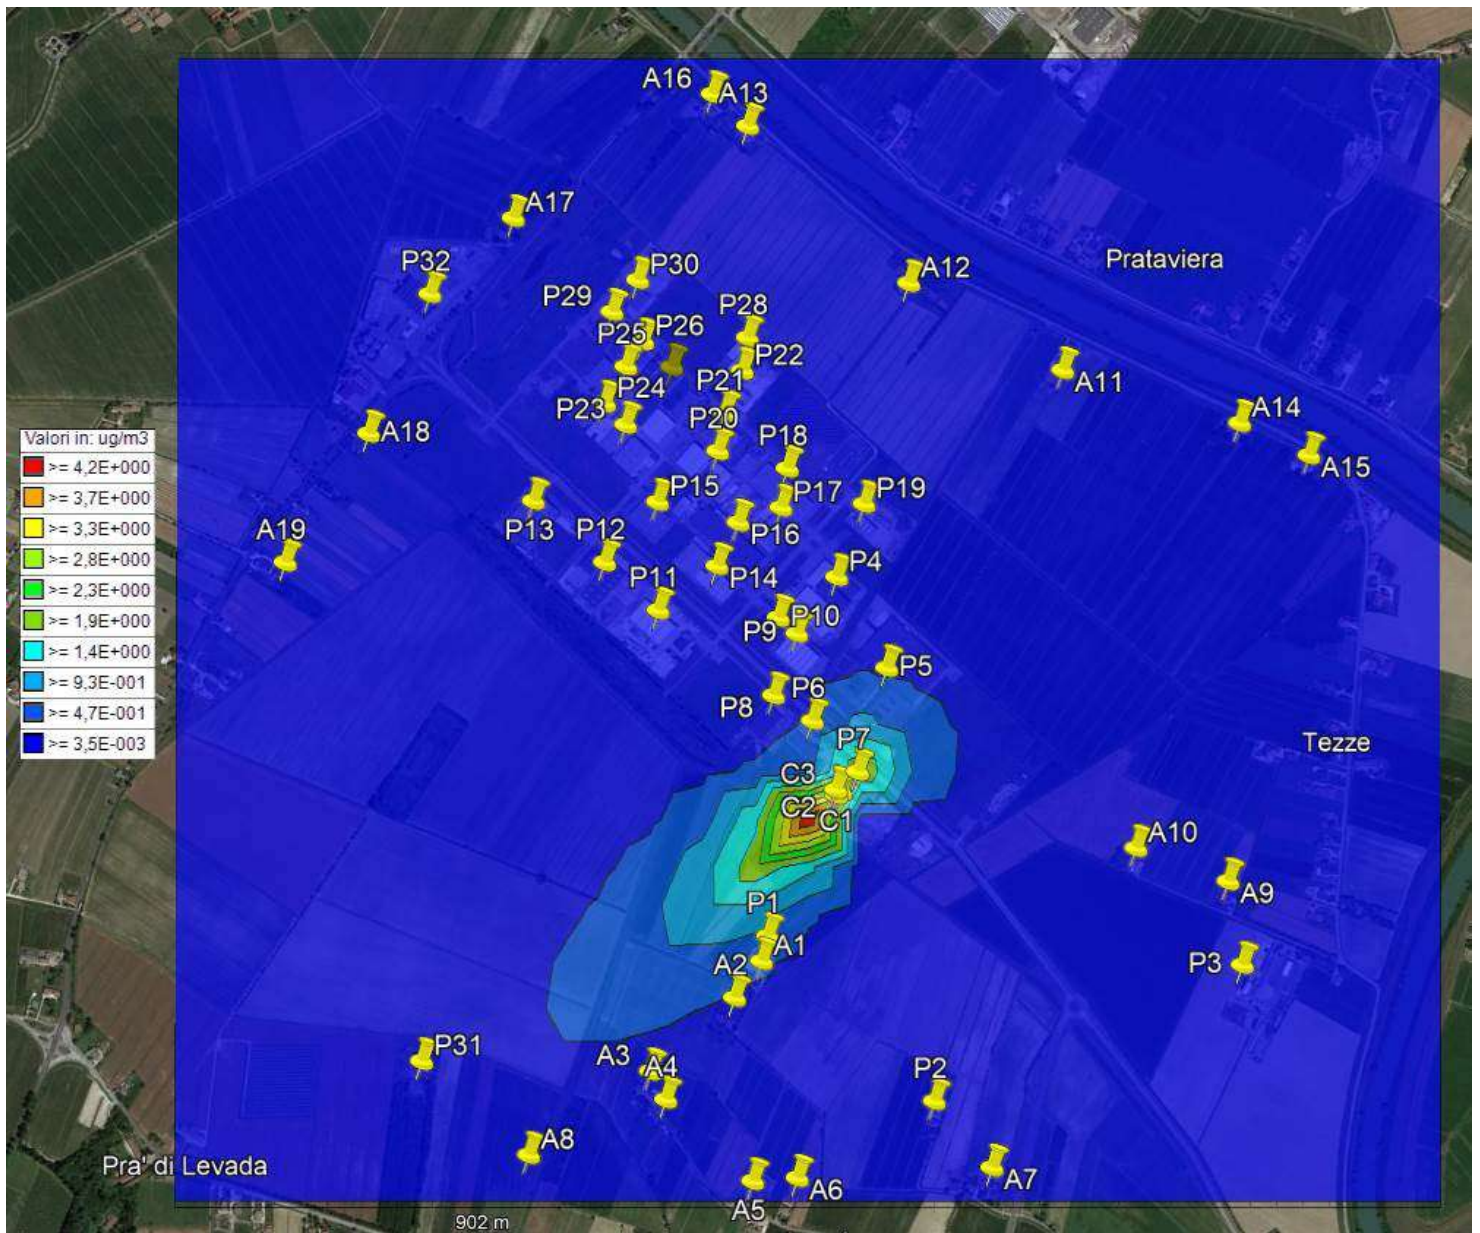 A16
A13
A17
P32
P30
A12
Prataviera
P29
P28
P25
P26
P22
A11
P24
P21
P23
P20
A14
A18
P18
A15
Valori in: ug/m3
>= 4,2E+000
>= 3,7E+000
>= 3,3E+000
>= 2,8E+000
>= 2,3E+000
>= 1,9E+000
>= 1,4E+000
>= 9,3E-001
>= 4,7E-001
>= 3,5E-003
P15
P17
P19
P13
P16
A19
P12
P14
P4
P11
P10
P9
P5
P6
P8
P7
Tezze
C3
C2
C1
A10
A9
P1
A1
A2
P3
P31
A3
A4
P2
A8
Pra' di Levada
A7
A6
A5
902 m